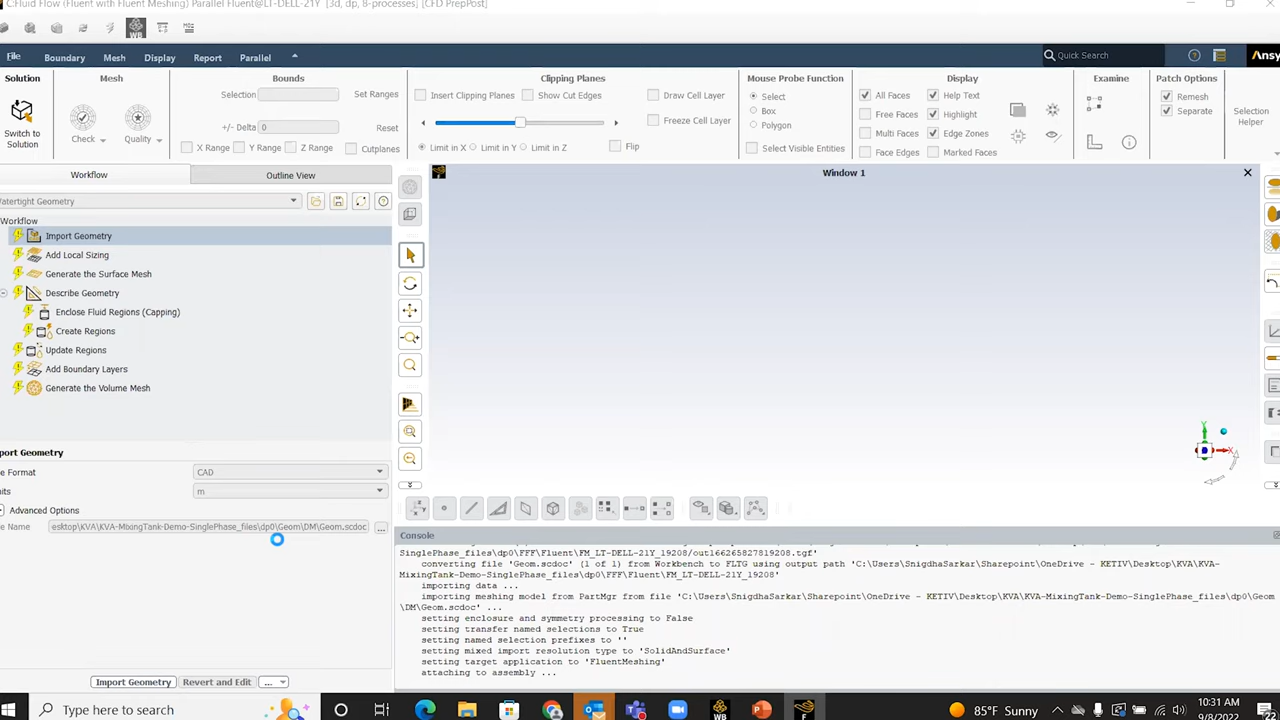 C:Fluid Flow (Fluent with Fluent Meshing) Parallel Fluent@LT-DELL-21Y [3d, dp, 8-processes] [CFD PrepPost]
WB
File Boundary Mesh Display Report Parallel Quick Search Ansy
Solution Mesh Bounds Clipping Planes Mouse Probe Function Display Examine Patch Options
Selection Set Ranges Insert Clipping Planes Show Cut Edges Draw Cell Layer Select All Faces Help Text Remesh
Box Free Faces Highlight Separate
+/- Delta 0 Reset Freeze Cell Layer Polygon Multi Faces Edge Zones
Switch to Solution Check Quality Selection Helper
X Range Y Range Z Range Cutplanes Limit in X Limit in Y Limit in Z Flip Select Visible Entities Face Edges Marked Faces
Workflow Outline View Window 1
atertight Geometry
Workflow
Import Geometry
Add Local Sizing
Generate the Surface Mesh
Describe Geometry
Enclose Fluid Regions (Capping)
Create Regions
Update Regions
Add Boundary Layers
Generate the Volume Mesh
Y
X
mport Geometry
e Format CAD
nits m
Advanced Options
e Name esktop\KVA\KVA-MixingTank-Demo-SinglePhase_files\dp0\Geom\DM\Geom.scdoc ...
Import Geometry Revert and Edit ...
Console
SinglePhase_files\dp0\FFF\Fluent\FM_LT-DELL-21Y_19208/out166265827819208.tgf'
converting file 'Geom.scdoc' (1 of 1) from Workbench to FLTG using output path 'C:\Users\SnigdhaSarkar\Sharepoint\OneDrive - KETIV\Desktop\KVA\KVA-
MixingTank-Demo-SinglePhase_files\dp0\FFF\Fluent\FM_LT-DELL-21Y_19208'
importing data ...
importing meshing model from PartMgr from file 'C:\Users\SnigdhaSarkar\Sharepoint\OneDrive - KETIV\Desktop\KVA\KVA-MixingTank-Demo-SinglePhase_files\dp0\Geom
\DM\Geom.scdoc' ...
setting enclosure and symmetry processing to False
setting transfer named selections to True
setting named selection prefixes to ''
setting mixed import resolution type to 'SolidAndSurface'
setting target application to 'FluentMeshing'
attaching to assembly ...
Type here to search 85°F Sunny 10:31 AM
9/8/2022